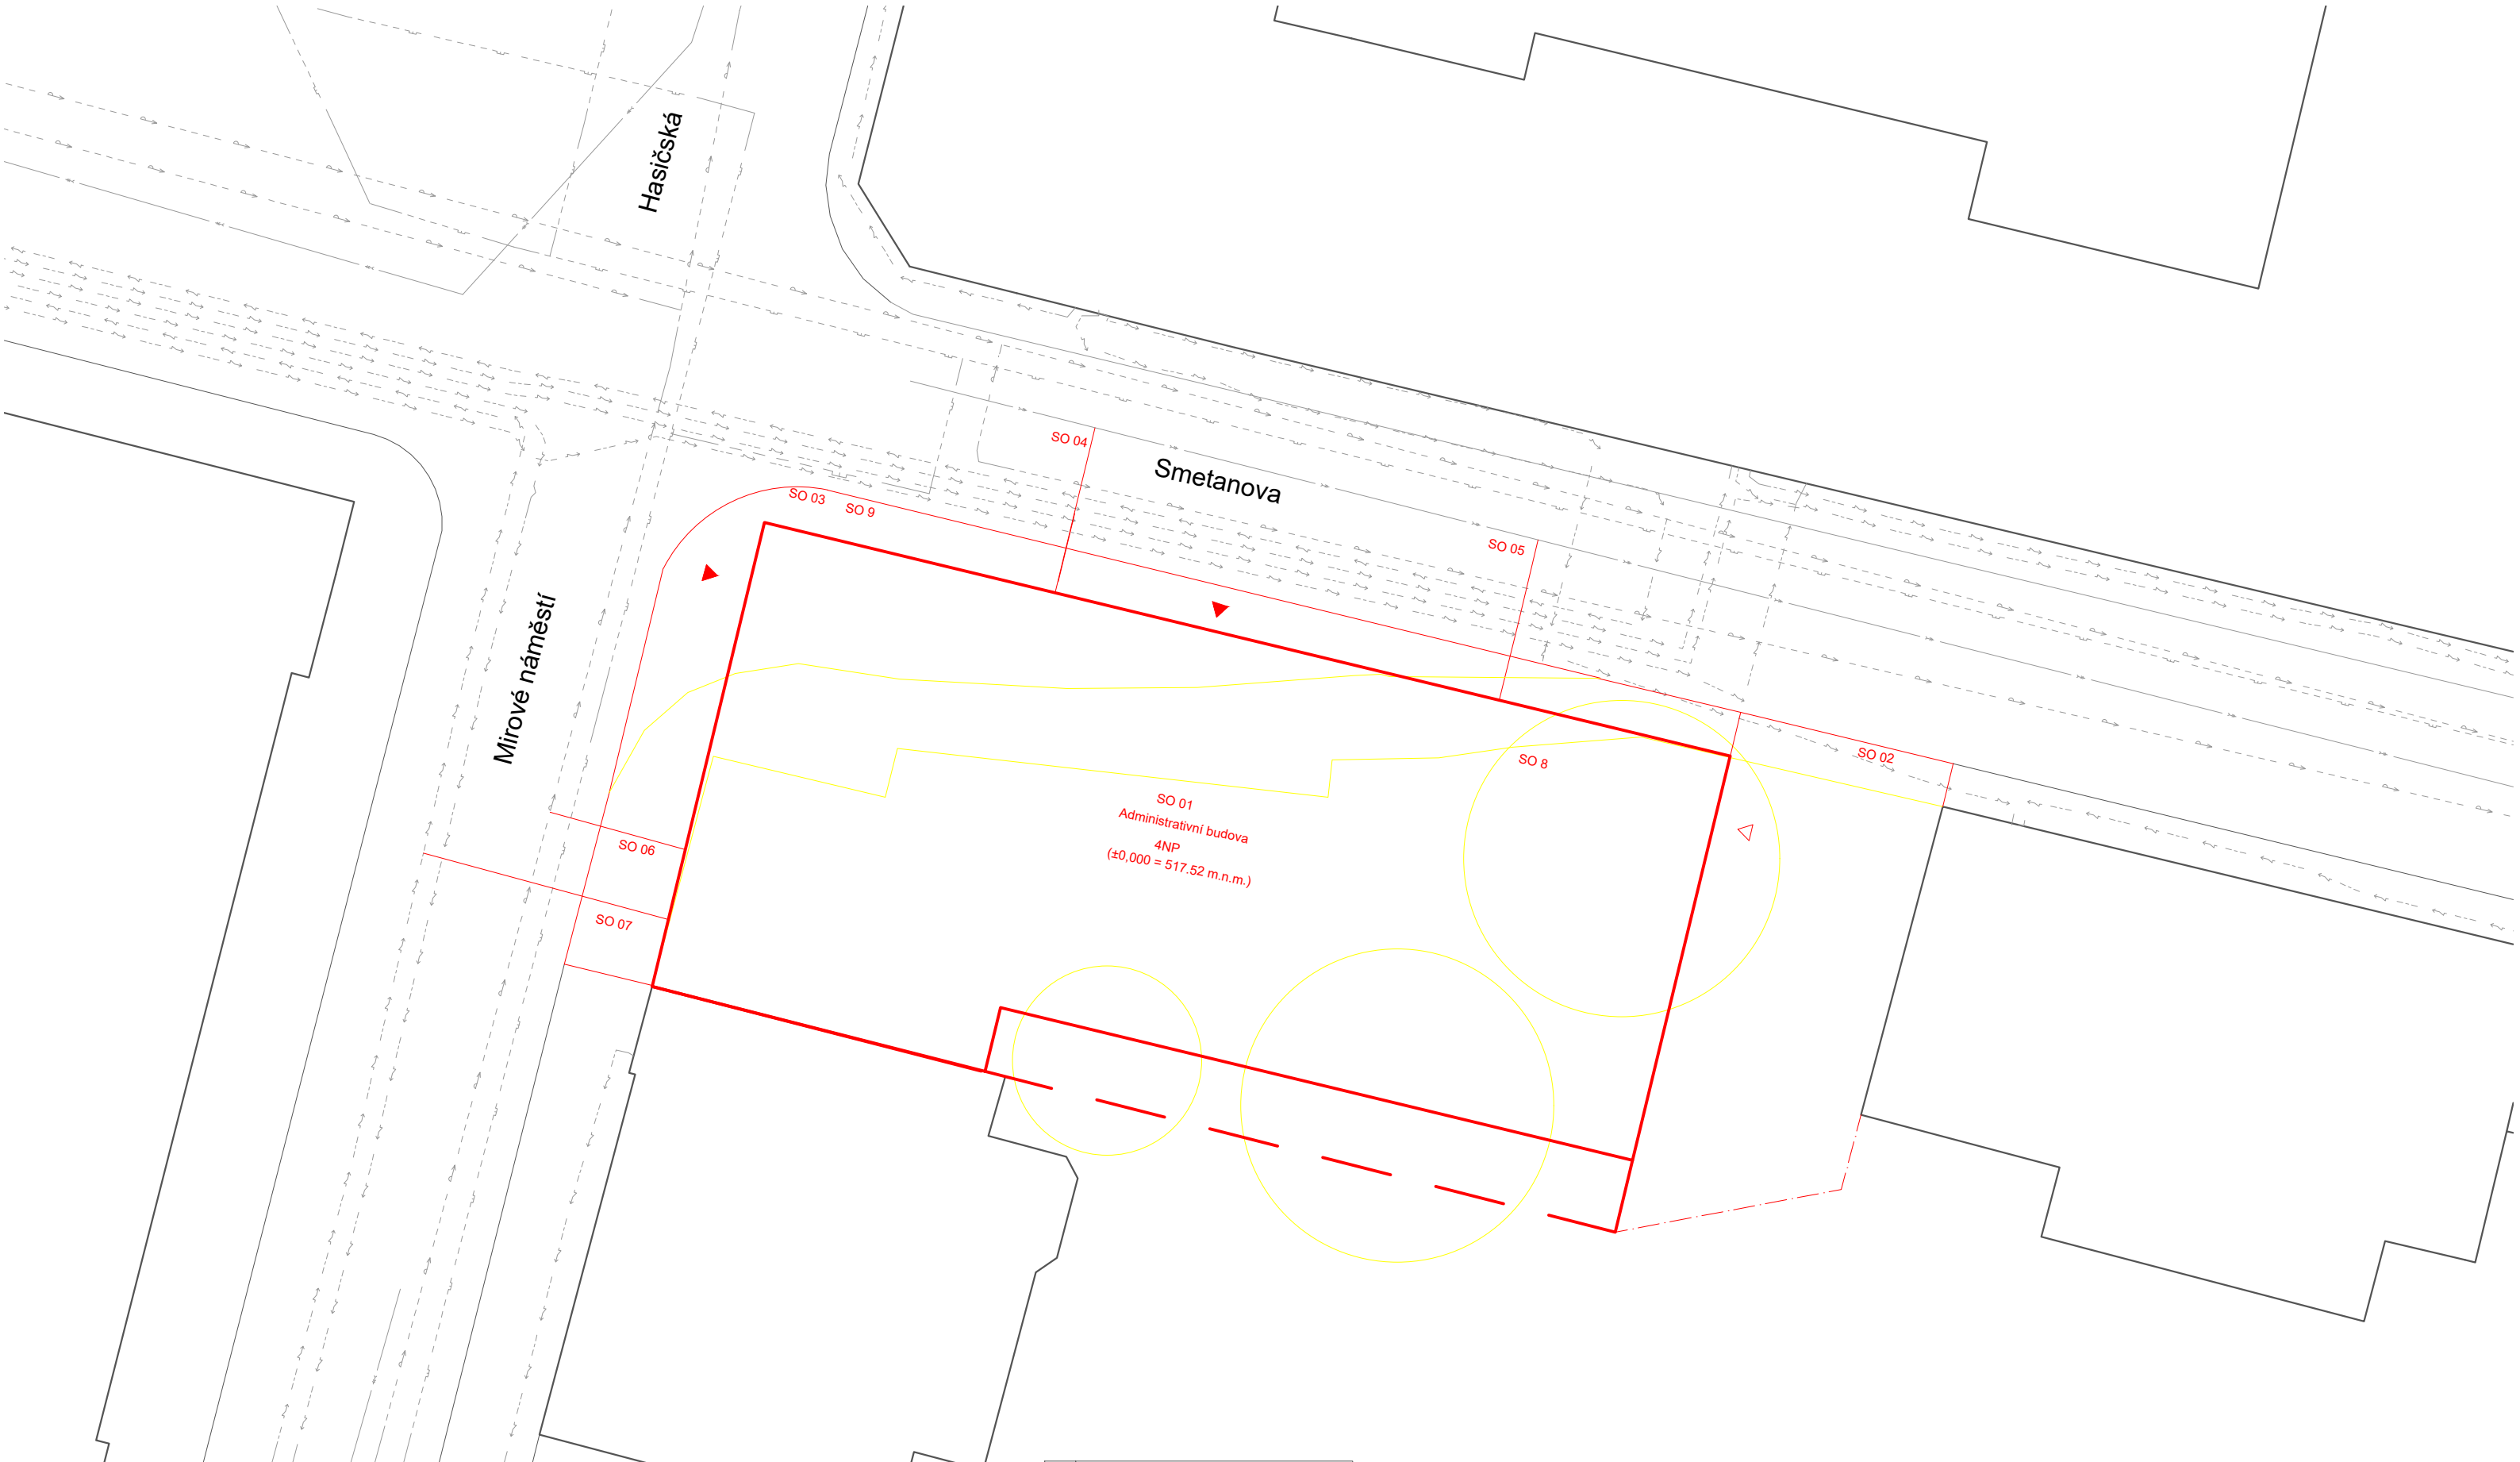 Hasičská
SO 04
Smetanova
SO 03
SO 9
SO 05
Mírové náměstí
SO 02
SO 8
SO 01
Administrativní budova
4NP
(±0,000 = 517.52 m.n.m.)
SO 06
SO 07